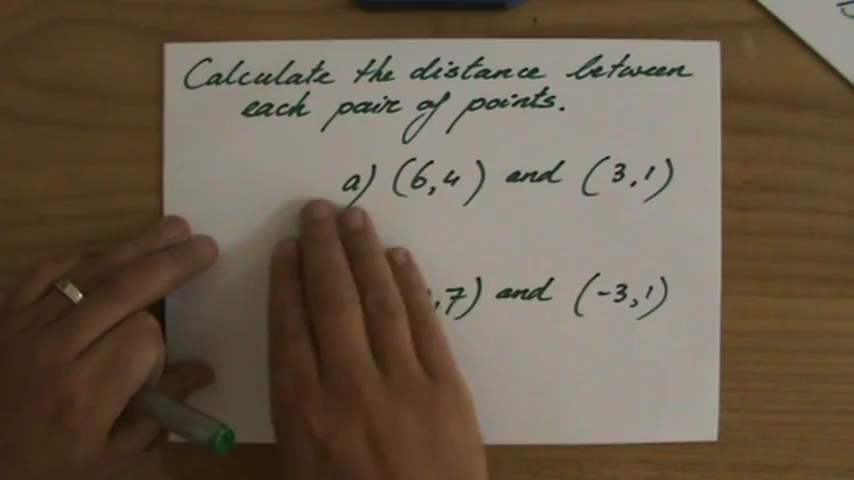 Calculate the distance between
each pair of points.
a) (6,4) and (3,1)
,7) and (-3,1)